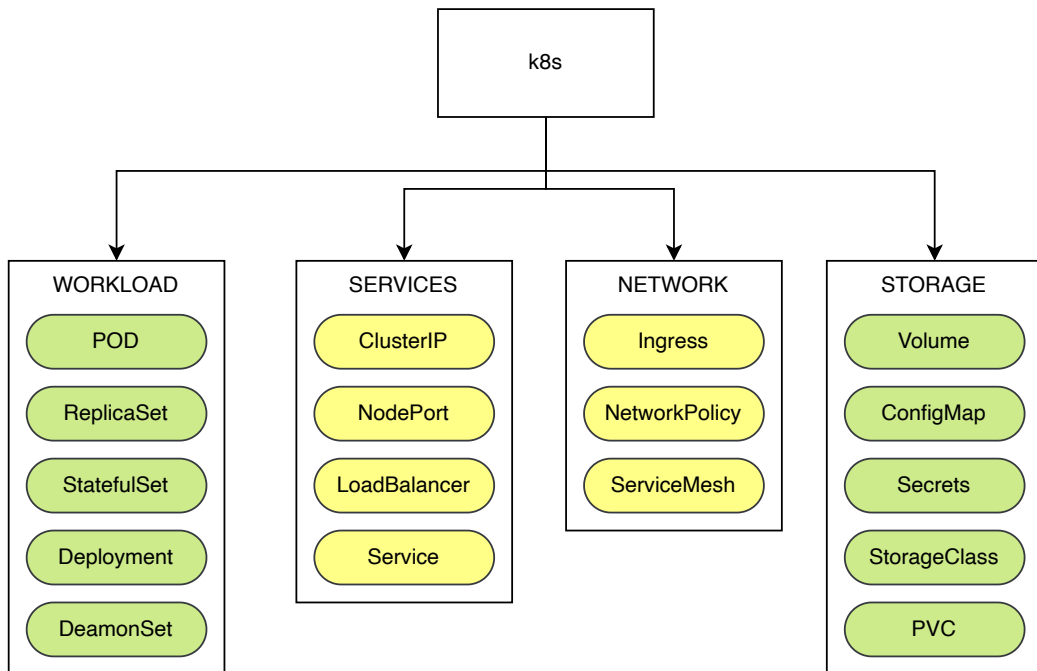 k8s
WORKLOAD
POD
ReplicaSet
StatefulSet
Deployment
DeamonSet
SERVICES
ClusterIP
NodePort
LoadBalancer
Service
NETWORK
Ingress
NetworkPolicy
ServiceMesh
STORAGE
Volume
ConfigMap
Secrets
StorageClass
PVC